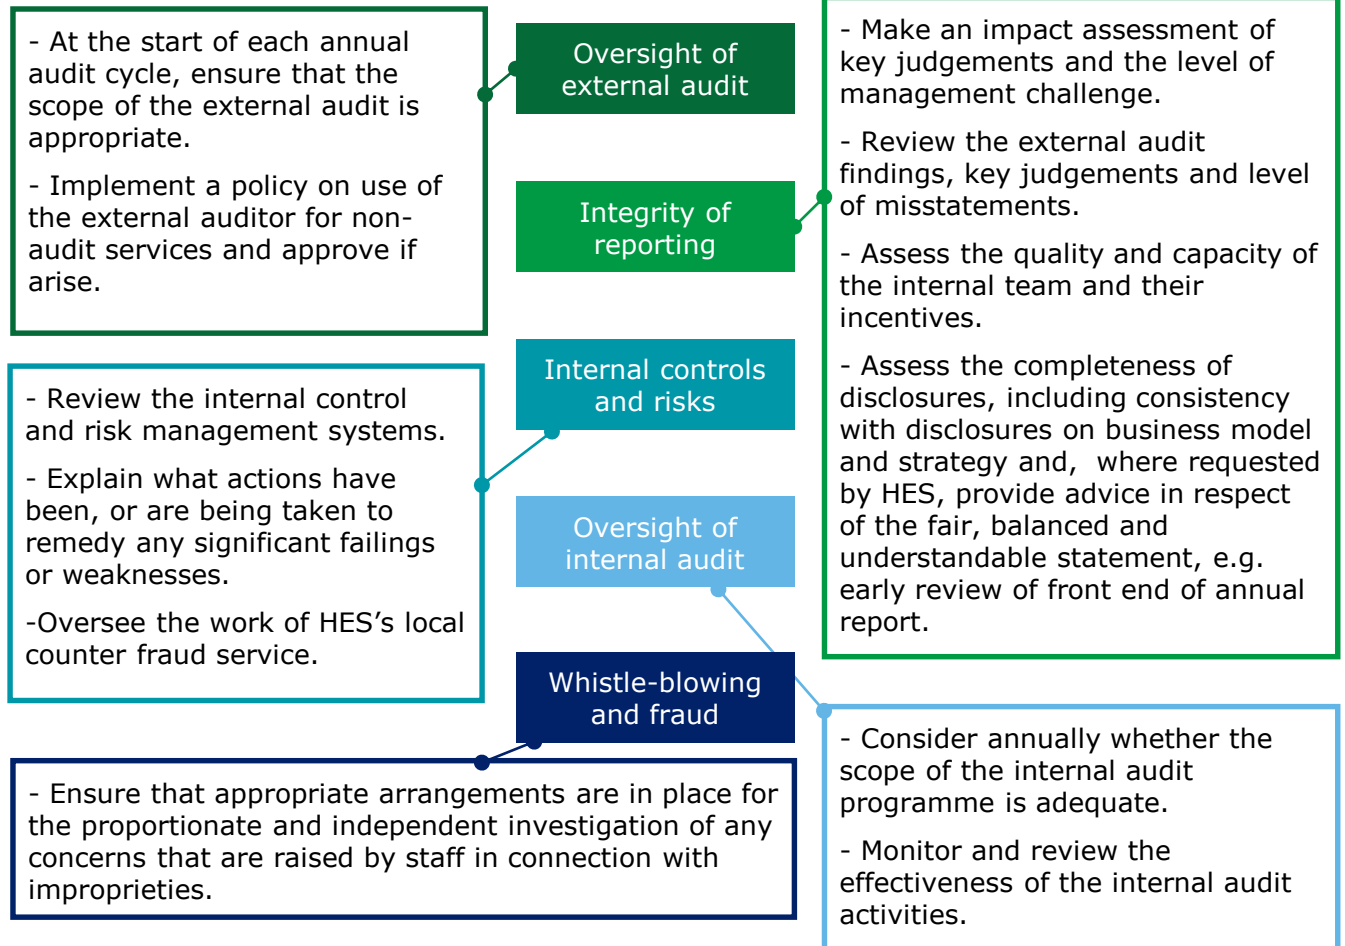 - At the start of each annual
audit cycle, ensure that the
scope of the external audit is
appropriate.
- Implement a policy on use of
the external auditor for non-
audit services and approve if
arise.
Oversight of
external audit
Integrity of
reporting
- Make an impact assessment of
key judgements and the level of
management challenge.
- Review the external audit
findings, key judgements and level
of misstatements.
- Assess the quality and capacity of
the internal team and their
incentives.
- Assess the completeness of
disclosures, including consistency
with disclosures on business model
and strategy and,  where requested
by HES, provide advice in respect
of the fair, balanced and
understandable statement, e.g.
early review of front end of annual
report.
Internal controls
and risks
- Review the internal control
and risk management systems.
- Explain what actions have
been, or are being taken to
remedy any significant failings
or weaknesses.
-Oversee the work of HES’s local
counter fraud service.
Oversight of
internal audit
- Consider annually whether the
scope of the internal audit
programme is adequate.
- Monitor and review the
effectiveness of the internal audit
activities.
Whistle-blowing
and fraud
- Ensure that appropriate arrangements are in place for
the proportionate and independent investigation of any
concerns that are raised by staff in connection with
improprieties.